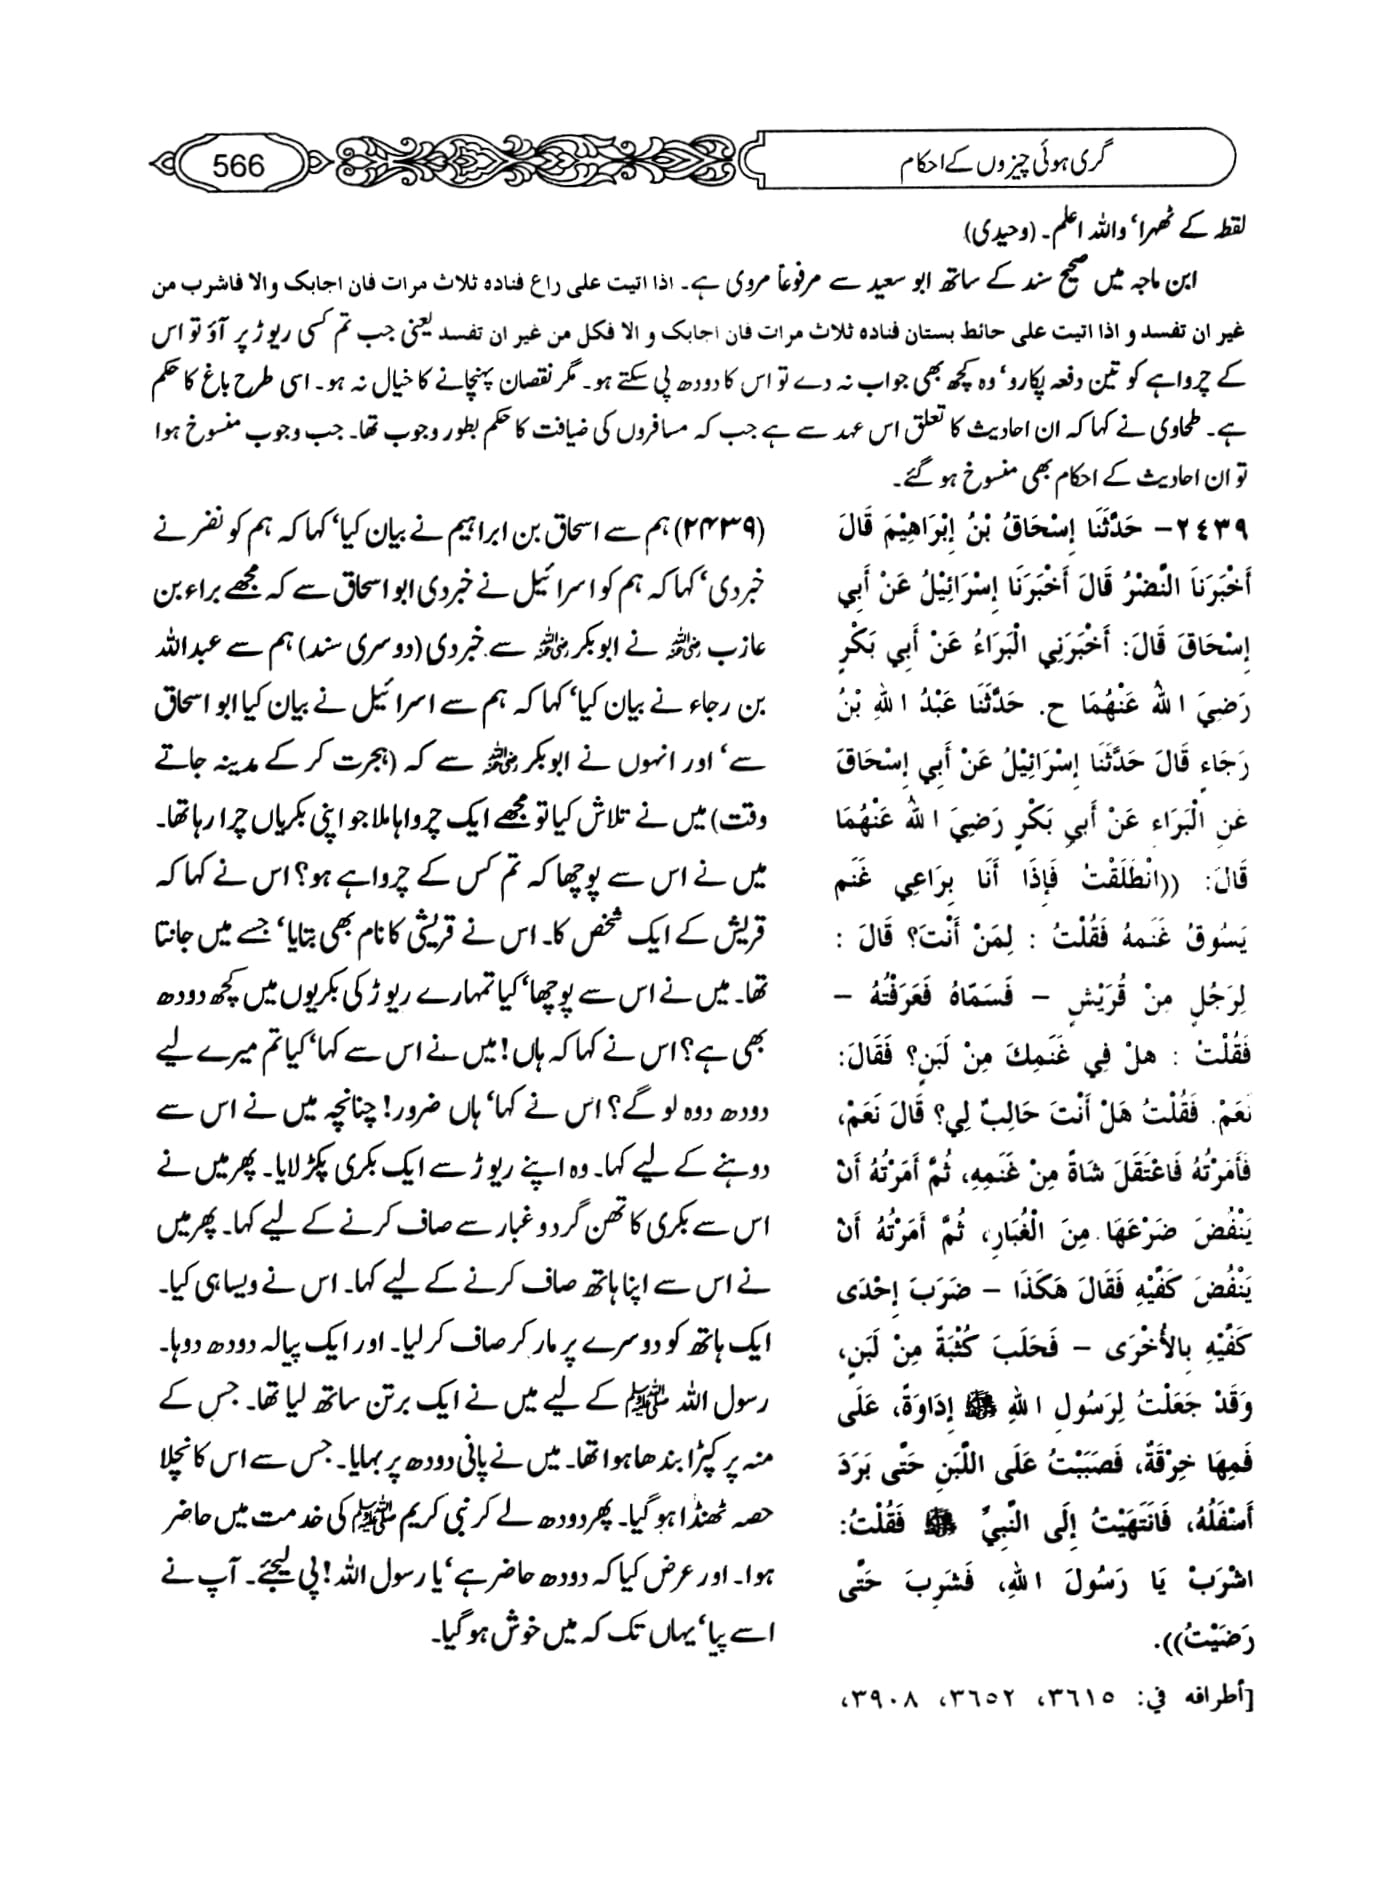 566
گری ہوئی چیزوں کے احکام
لقط کے ٹھہرا‘ واللہ اعلم۔ (وحیدی)
ابن ماجہ میں صحیح سند کے ساتھ ابو سعید سے مرفوعاً مروی ہے۔ اذا اتیت علی راع فنادہ ثلاث مرات فان اجابک والا فاشرب من
غیر ان تفسد و اذا اتیت علی حائط بستان فنادہ ثلاث مرات فان اجابک و الا فکل من غیر ان تفسد یعنی جب تم کسی ریوڑ پر آؤ تو اس
کے چرواہے کو تین دفعہ پکارو‘ وہ کچھ بھی جواب نہ دے تو اس کا دودھ پی سکتے ہو۔ مگر نقصان پہنچانے کا خیال نہ ہو۔ اسی طرح باغ کا حکم
ہے۔ طحاوی نے کہا کہ ان احادیث کا تعلق اس عہد سے ہے جب کہ مسافروں کی ضیافت کا حکم بطور وجوب تھا۔ جب وجوب منسوخ ہوا
تو ان احادیث کے احکام بھی منسوخ ہو گئے۔
٢٤٣٩- حَدَّثَنَا إِسْحَاقُ بْنُ إِبْرَاهِيْمَ قَالَ
أَخْبَرَنَا النَّضْرُ قَالَ أَخْبَرَنَا إِسْرَائِيْلُ عَنْ أَبِي
إِسْحَاقَ قَالَ: أَخْبَرَنِي الْبَرَاءُ عَنْ أَبِي بَكْرٍ
رَضِيَ اللهُ عَنْهُمَا ح. حَدَّثَنَا عَبْدُ اللهِ بْنُ
رَجَاءٍ قَالَ حَدَّثَنَا إِسْرَائِيْلُ عَنْ أَبِي إِسْحَاقَ
عَنِ الْبَرَاءِ عَنْ أَبِي بَكْرٍ رَضِيَ اللهُ عَنْهُمَا
قَالَ: ((انْطَلَقْتُ فَإِذَا أَنَا بِرَاعِي غَنَمٍ
يَسُوقُ غَنَمهُ فَقُلْتُ : لِمَنْ أَنْتَ؟ قَالَ :
لِرَجُلٍ مِنْ قُرَيْشٍ - فَسَمَّاهُ فَعَرَفْتُهُ -
فَقُلْتُ : هلْ فِي غَنَمِكَ مِنْ لَبَنٍ؟ فَقَالَ:
نَعَمْ. فَقُلْتُ هَلْ أَنْتَ حَالِبٌ لِي؟ قَالَ نَعَمْ،
فَأَمَرْتُهُ فَاعْتَقَلَ شَاةً مِنْ غَنَمِهِ، ثُمَّ أَمَرْتُهُ أَنْ
يَنْفُضَ ضَرْعَهَا مِنَ الْغُبَارِ، ثُمَّ أَمَرْتُهُ أَنْ
يَنْفُضَ كَفَّيْهِ فَقَالَ هَكَذَا - ضَرَبَ إِحْدَى
كَفَّيْهِ بِالأُخْرَى - فَحَلَبَ كُثْبَةً مِنْ لَبَنٍ،
وَقَدْ جَعَلْتُ لِرَسُولِ اللهِ ﷺ إِدَاوَةً، عَلَى
فَمِهَا خِرْقَةٌ، فَصَبَبْتُ عَلَى اللَّبَنِ حَتَّى بَرَدَ
أَسْفَلُهُ، فَانْتَهَيْتُ إِلَى النَّبِيِّ ﷺ فَقُلْتُ:
اشْرَبْ يَا رَسُولَ اللهِ، فَشَرِبَ حَتَّى
رَضِيْتُ)).
[أطرافه في: ٣٦١٥، ٣٦٥٢، ٣٩٠٨،
(۲۴۳۹) ہم سے اسحاق بن ابراہیم نے بیان کیا‘ کہا کہ ہم کو نضر نے
خبر دی‘ کہا کہ ہم کو اسرائیل نے خبر دی ابو اسحاق سے کہ مجھے براء بن
عازب رضی اللہ عنہ نے ابوبکر رضی اللہ عنہ سے خبر دی (دوسری سند) ہم سے عبداللہ
بن رجاء نے بیان کیا‘ کہا کہ ہم سے اسرائیل نے بیان کیا ابو اسحاق
سے‘ اور انہوں نے ابوبکر رضی اللہ عنہ سے کہ (ہجرت کر کے مدینہ جاتے
وقت) میں نے تلاش کیا تو مجھے ایک چرواہا ملا جو اپنی بکریاں چرا رہا تھا۔
میں نے اس سے پوچھا کہ تم کس کے چرواہے ہو؟ اس نے کہا کہ
قریش کے ایک شخص کا۔ اس نے قریشی کا نام بھی بتایا‘ جسے میں جانتا
تھا۔ میں نے اس سے پوچھا‘ کیا تمہارے ریوڑ کی بکریوں میں کچھ دودھ
بھی ہے؟ اس نے کہا کہ ہاں! میں نے اس سے کہا‘ کیا تم میرے لیے
دودھ دوہ لو گے؟ اس نے کہا‘ ہاں ضرور! چنانچہ میں نے اس سے
دوہنے کے لیے کہا۔ وہ اپنے ریوڑ سے ایک بکری پکڑ لایا۔ پھر میں نے
اس سے بکری کا تھن گرد و غبار سے صاف کرنے کے لیے کہا۔ پھر میں
نے اس سے اپنا ہاتھ صاف کرنے کے لیے کہا۔ اس نے ویسا ہی کیا۔
ایک ہاتھ کو دوسرے پر مار کر صاف کر لیا۔ اور ایک پیالہ دودھ دوہا۔
رسول اللہ ﷺ کے لیے میں نے ایک برتن ساتھ لیا تھا۔ جس کے
منہ پر کپڑا بندھا ہوا تھا۔ میں نے پانی دودھ پر بہایا۔ جس سے اس کا نچلا
حصہ ٹھنڈا ہو گیا۔ پھر دودھ لے کر نبی کریم ﷺ کی خدمت میں حاضر
ہوا۔ اور عرض کیا کہ دودھ حاضر ہے‘ یا رسول اللہ! پی لیجئے۔ آپ نے
اسے پیا‘ یہاں تک کہ میں خوش ہو گیا۔